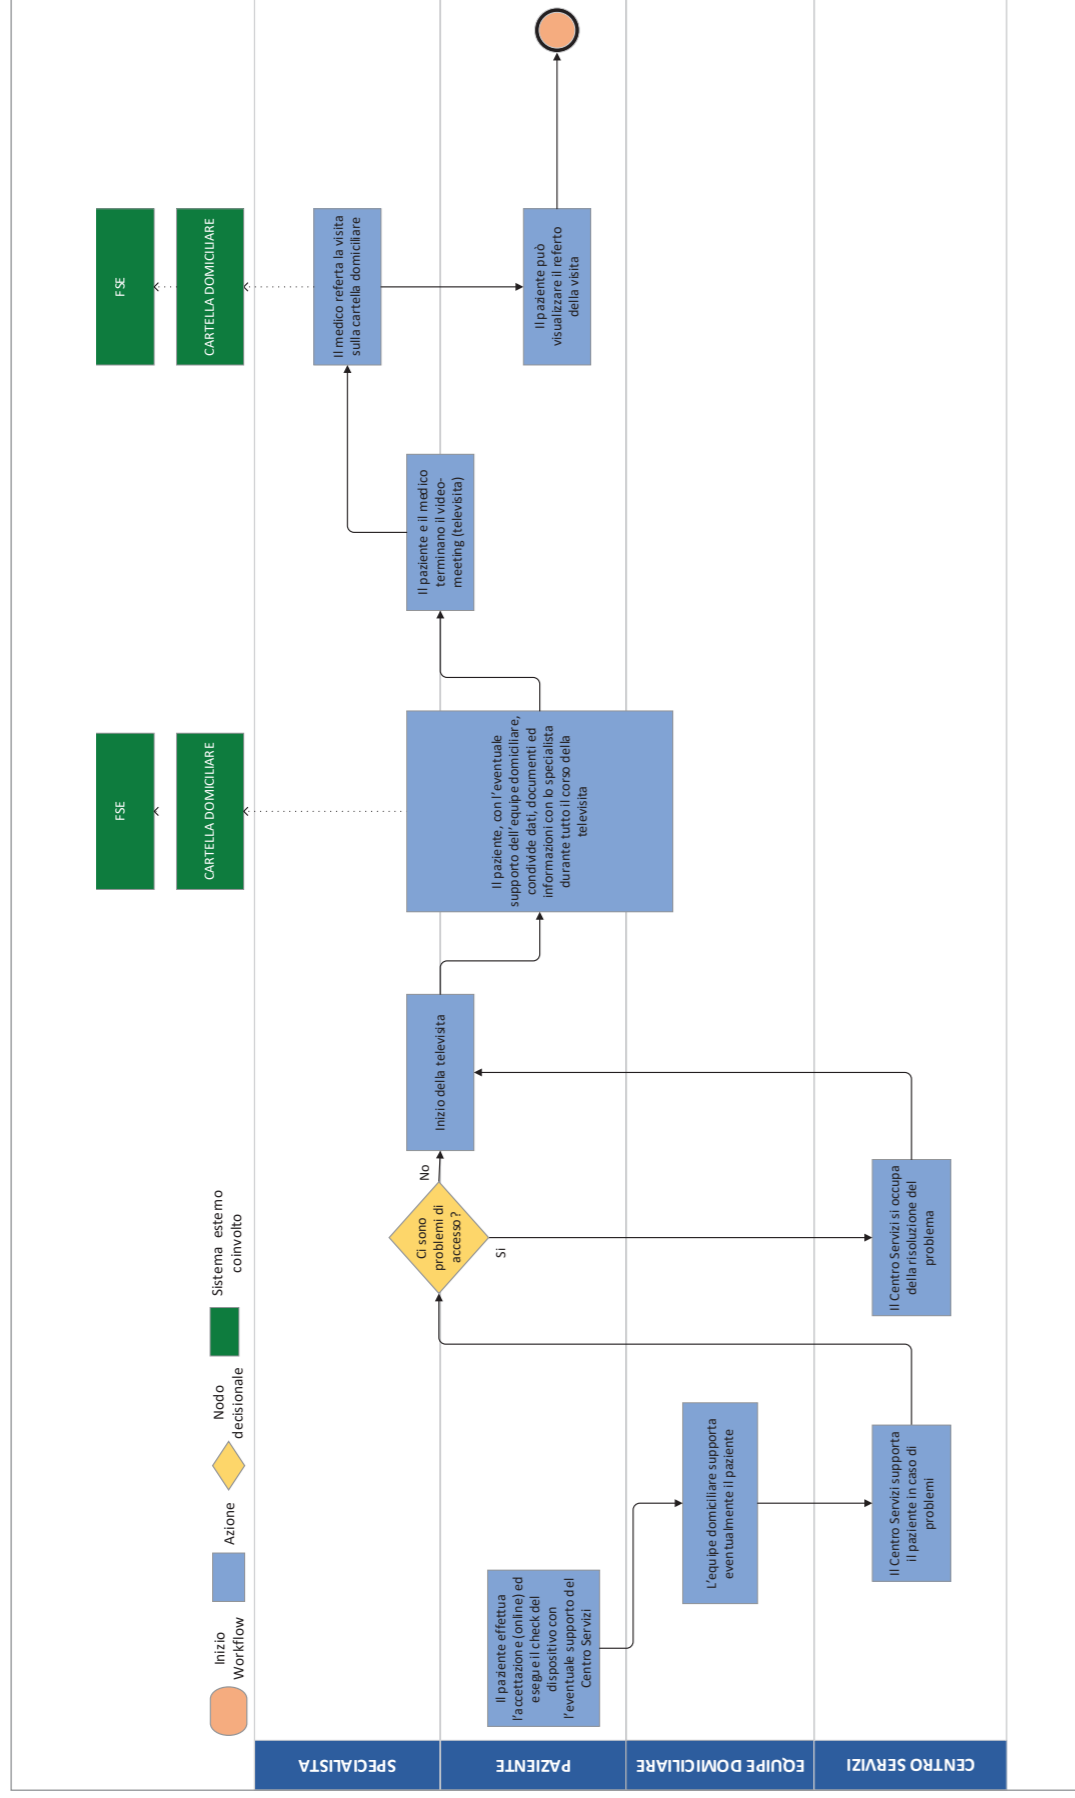 Inizio
Workflow
Azione
Nodo
decisionale
Sistema esterno
coinvolto
FSE
CARTELLA DOMICILIARE
FSE
CARTELLA DOMICILIARE
SPECIALISTA
PAZIENTE
EQUIPE DOMICILIARE
CENTRO SERVIZI
Il paziente effettua
l'accettazione (online) ed
esegue il check del
dispositivo con
l'eventuale supporto del
Centro Servizi
L'equipe domiciliare supporta
eventualmente il paziente
Il Centro Servizi supporta
il paziente in caso di
problemi
Ci sono
problemi di
accesso?
No
Si
Il Centro Servizi si occupa
della risoluzione del
problema
Inizio della televisita
Il paziente, con l'eventuale
supporto dell'equipe domiciliare,
condivide dati, documenti ed
informazioni con lo specialista
durante tutto il corso della
televisita
Il paziente e il medico
terminano il video-
meeting (televisita)
Il medico referta la visita
sulla cartella domiciliare
Il paziente può
visualizzare il referto
della visita